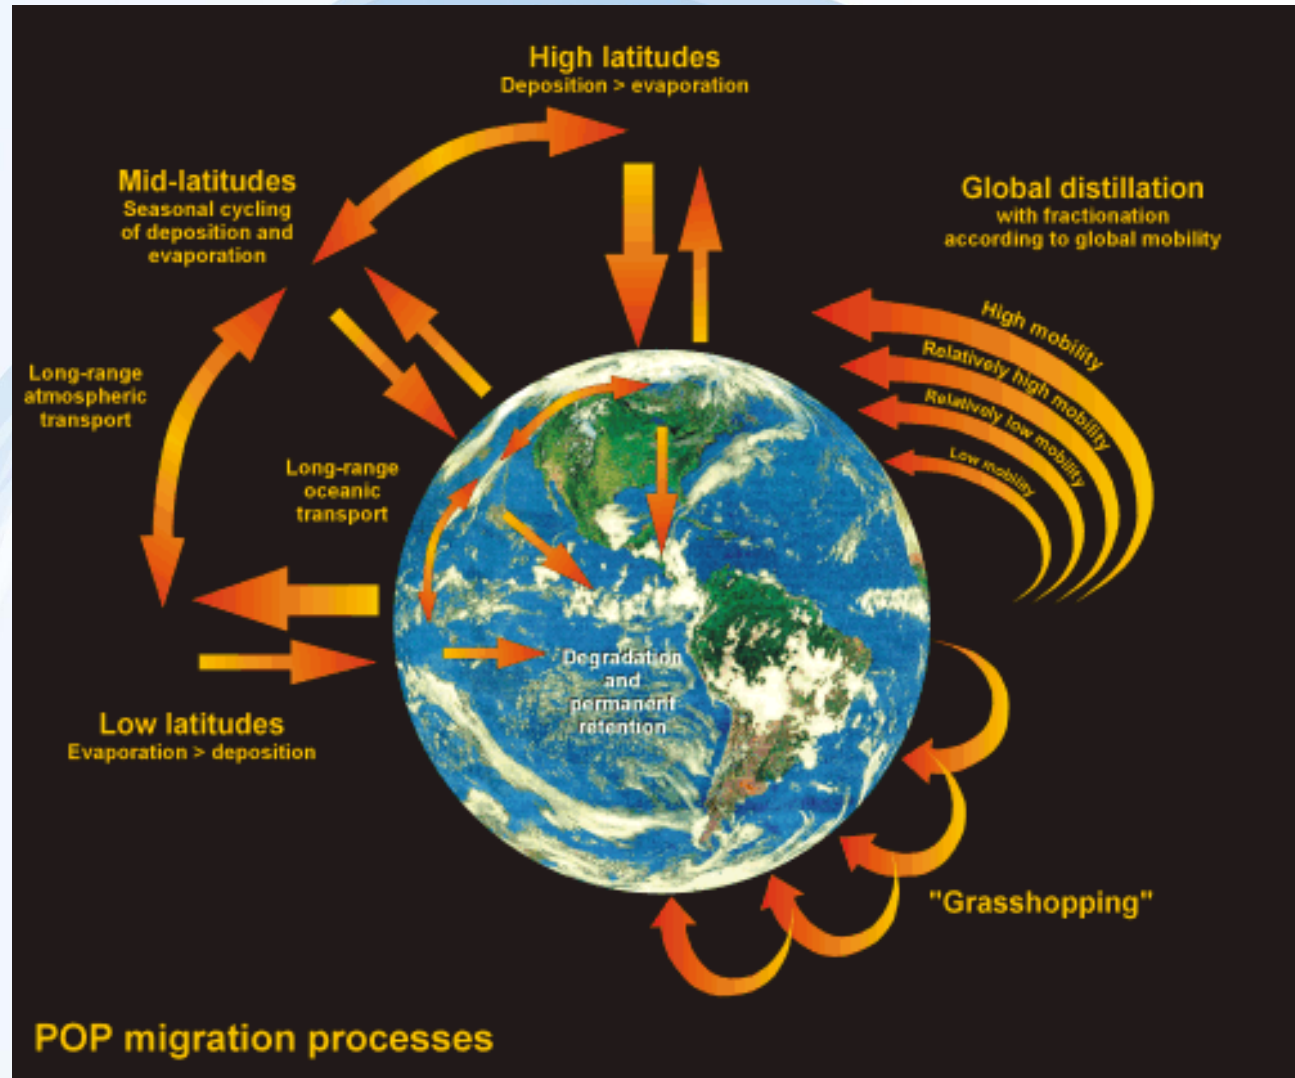 High latitudes
Deposition > evaporation
Mid-latitudes
Seasonal cycling
of deposition and
evaporation
Global distillation
with fractionation
according to global mobility
High mobility
Relatively high mobility
Relatively low mobility
Low mobility
Long-range
atmospheric
transport
Long-range
oceanic
transport
Degradation
and
permanent
retention
Low latitudes
Evaporation > deposition
"Grasshopping"
POP migration processes